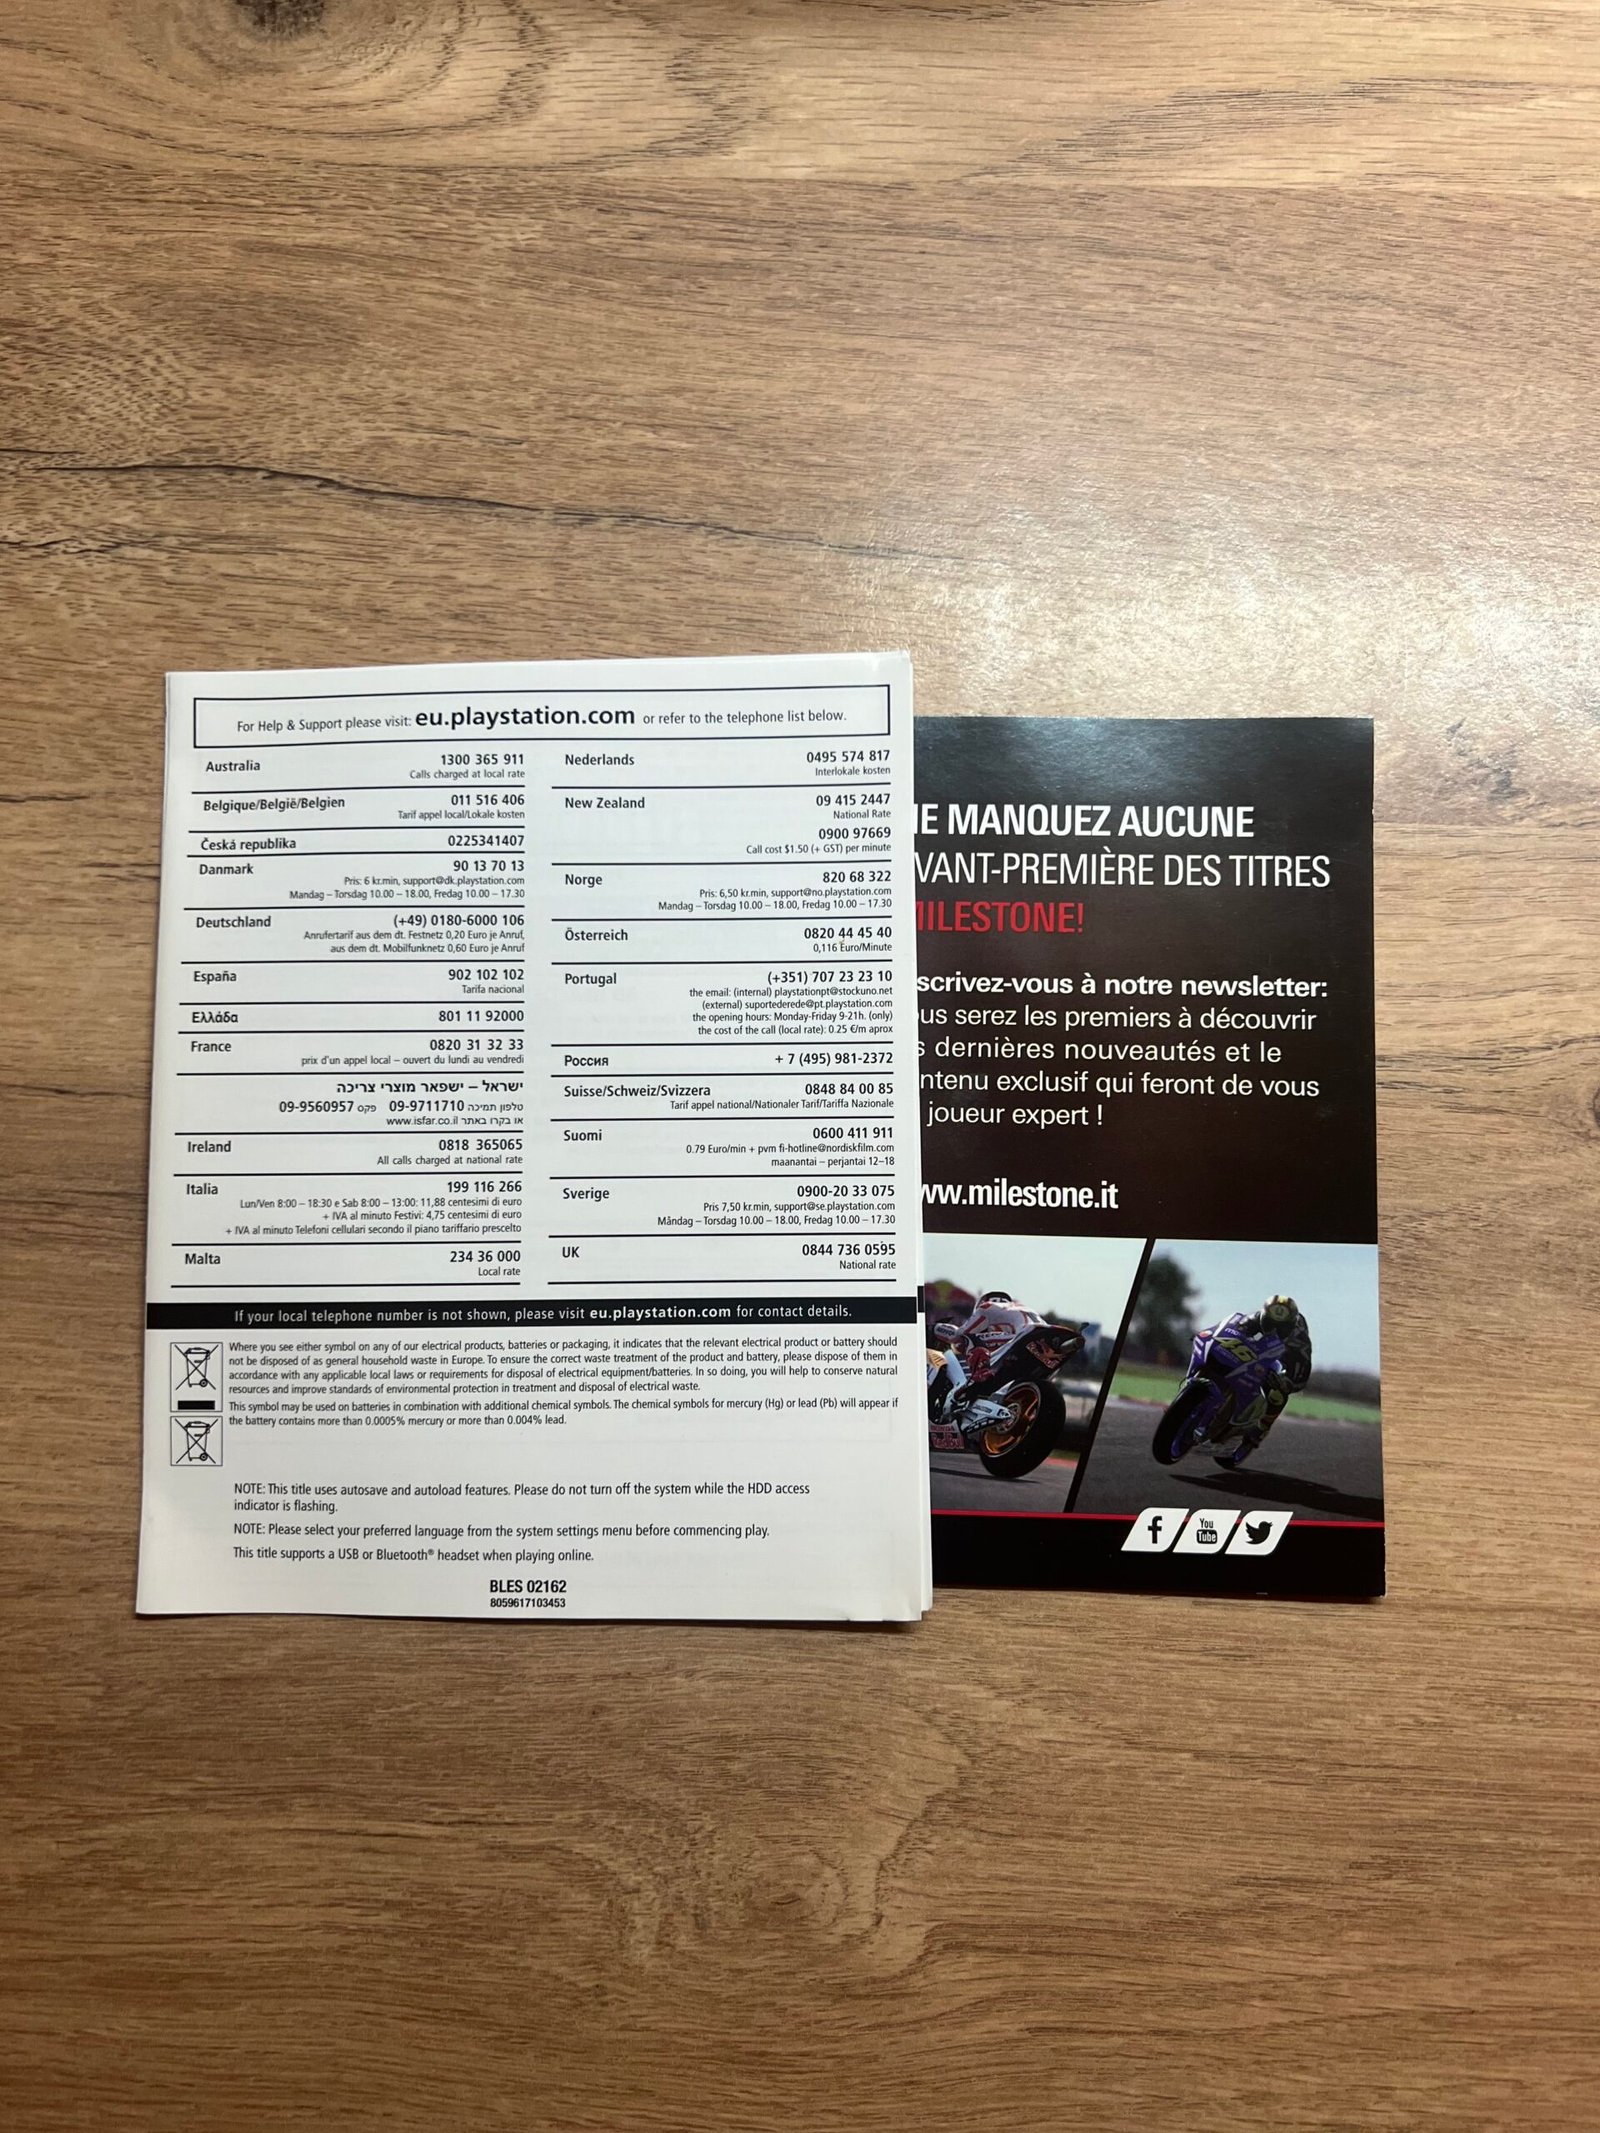 For Help & Support please visit: eu.playstation.com or refer to the telephone list below.
Australia 1300 365 911
Calls charged at local rate
Belgique/België/Belgien 011 516 406
Tarif appel local/Lokale kosten
Česká republika 0225341407
Danmark 90 13 70 13
Pris: 6 kr.min, support@dk.playstation.com
Mandag – Torsdag 10.00 – 18.00, Fredag 10.00 – 17.30
Deutschland (+49) 0180-6000 106
Anrufertarif aus dem dt. Festnetz 0,20 Euro je Anruf,
aus dem dt. Mobilfunknetz 0,60 Euro je Anruf
España 902 102 102
Tarifa nacional
Ελλάδα 801 11 92000
France 0820 31 32 33
prix d'un appel local – ouvert du lundi au vendredi
ישראל – ישפאר מוצרי צריכה
טלפון תמיכה 09-9711710 פקס 09-9560957
או בקרו באתר www.isfar.co.il
Ireland 0818 365065
All calls charged at national rate
Italia 199 116 266
Lun/Ven 8:00 – 18:30 e Sab 8:00 – 13:00: 11,88 centesimi di euro
+ IVA al minuto Festivi: 4,75 centesimi di euro
+ IVA al minuto Telefoni cellulari secondo il piano tariffario prescelto
Malta 234 36 000
Local rate
Nederlands 0495 574 817
Interlokale kosten
New Zealand 09 415 2447
National Rate
0900 97669
Call cost $1.50 (+ GST) per minute
Norge 820 68 322
Pris: 6,50 kr.min, support@no.playstation.com
Mandag – Torsdag 10.00 – 18.00, Fredag 10.00 – 17.30
Österreich 0820 44 45 40
0,116 Euro/Minute
Portugal (+351) 707 23 23 10
the email: (internal) playstationpt@stockuno.net
(external) suportederede@pt.playstation.com
the opening hours: Monday-Friday 9-21h. (only)
the cost of the call (local rate): 0.25 €/m aprox
Россия + 7 (495) 981-2372
Suisse/Schweiz/Svizzera 0848 84 00 85
Tarif appel national/Nationaler Tarif/Tariffa Nazionale
Suomi 0600 411 911
0.79 Euro/min + pvm fi-hotline@nordiskfilm.com
maanantai – perjantai 12–18
Sverige 0900-20 33 075
Pris 7,50 kr.min, support@se.playstation.com
Måndag – Torsdag 10.00 – 18.00, Fredag 10.00 – 17.30
UK 0844 736 0595
National rate
If your local telephone number is not shown, please visit eu.playstation.com for contact details.
Where you see either symbol on any of our electrical products, batteries or packaging, it indicates that the relevant electrical product or battery should
not be disposed of as general household waste in Europe. To ensure the correct waste treatment of the product and battery, please dispose of them in
accordance with any applicable local laws or requirements for disposal of electrical equipment/batteries. In so doing, you will help to conserve natural
resources and improve standards of environmental protection in treatment and disposal of electrical waste.
This symbol may be used on batteries in combination with additional chemical symbols. The chemical symbols for mercury (Hg) or lead (Pb) will appear if
the battery contains more than 0.0005% mercury or more than 0.004% lead.
NOTE: This title uses autosave and autoload features. Please do not turn off the system while the HDD access
indicator is flashing.
NOTE: Please select your preferred language from the system settings menu before commencing play.
This title supports a USB or Bluetooth® headset when playing online.
BLES 02162
8059617103453
NE MANQUEZ AUCUNE
VANT-PREMIÈRE DES TITRES
MILESTONE!
scrivez-vous à notre newsletter:
us serez les premiers à découvrir
s dernières nouveautés et le
ntenu exclusif qui feront de vous
joueur expert !
ww.milestone.it
46
Red Bull
You
Tube